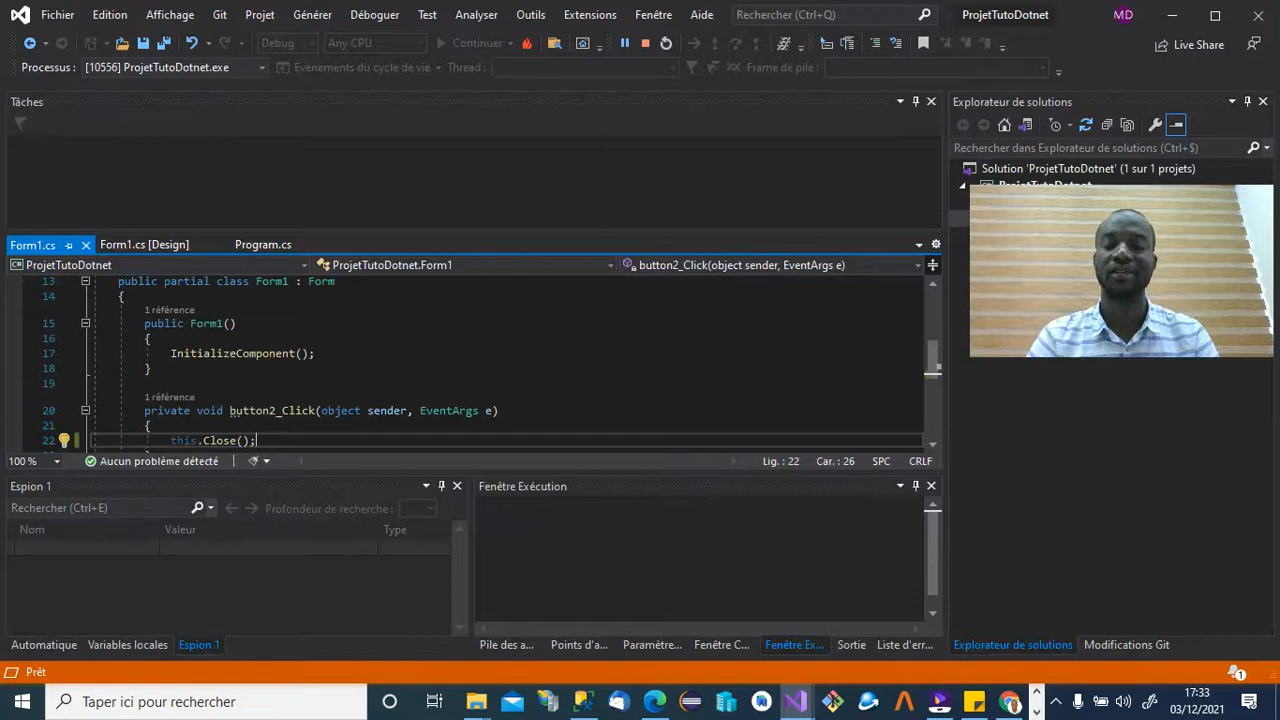 Fichier Edition Affichage Git Projet Générer Déboguer Test Analyser Outils Extensions Fenêtre Aide Rechercher (Ctrl+Q) ProjetTutoDotnet MD
Debug Any CPU Continuer Live Share
Processus : [10556] ProjetTutoDotnet.exe Événements du cycle de vie Thread : Frame de pile :
Tâches
Explorateur de solutions
Rechercher dans Explorateur de solutions (Ctrl+$)
Solution 'ProjetTutoDotnet' (1 sur 1 projets)
ProjetTutoDotnet
Form1.cs Form1.cs [Design] Program.cs
ProjetTutoDotnet ProjetTutoDotnet.Form1 button2_Click(object sender, EventArgs e)
13 public partial class Form1 : Form
14 {
1 référence
15 public Form1()
16 {
17 InitializeComponent();
18 }
19
1 référence
20 private void button2_Click(object sender, EventArgs e)
21 {
22 this.Close();
100 % Aucun problème détecté Lig. : 22 Car. : 26 SPC CRLF
Espion 1
Rechercher (Ctrl+E) Profondeur de recherche :
Nom Valeur Type
Fenêtre Exécution
Automatique Variables locales Espion 1
Pile des a... Points d'a... Paramètre... Fenêtre C... Fenêtre Ex... Sortie Liste d'err...
Explorateur de solutions Modifications Git
Prêt
1
Taper ici pour rechercher
17:33
03/12/2021